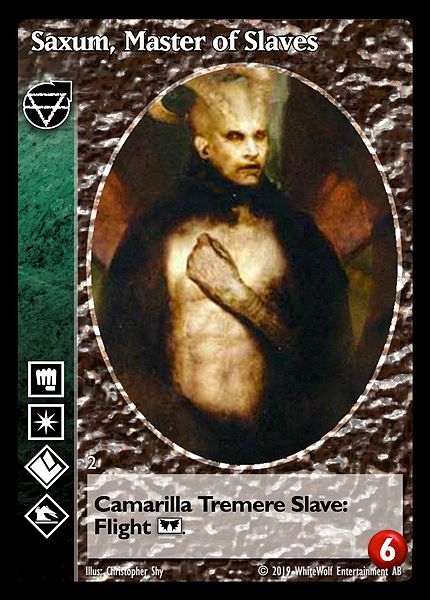 Saxum, Master of Slaves
2
Camarilla Tremere Slave:
Flight .
6
Illus: Christopher Shy © 2019 WhiteWolf Entertainment AB